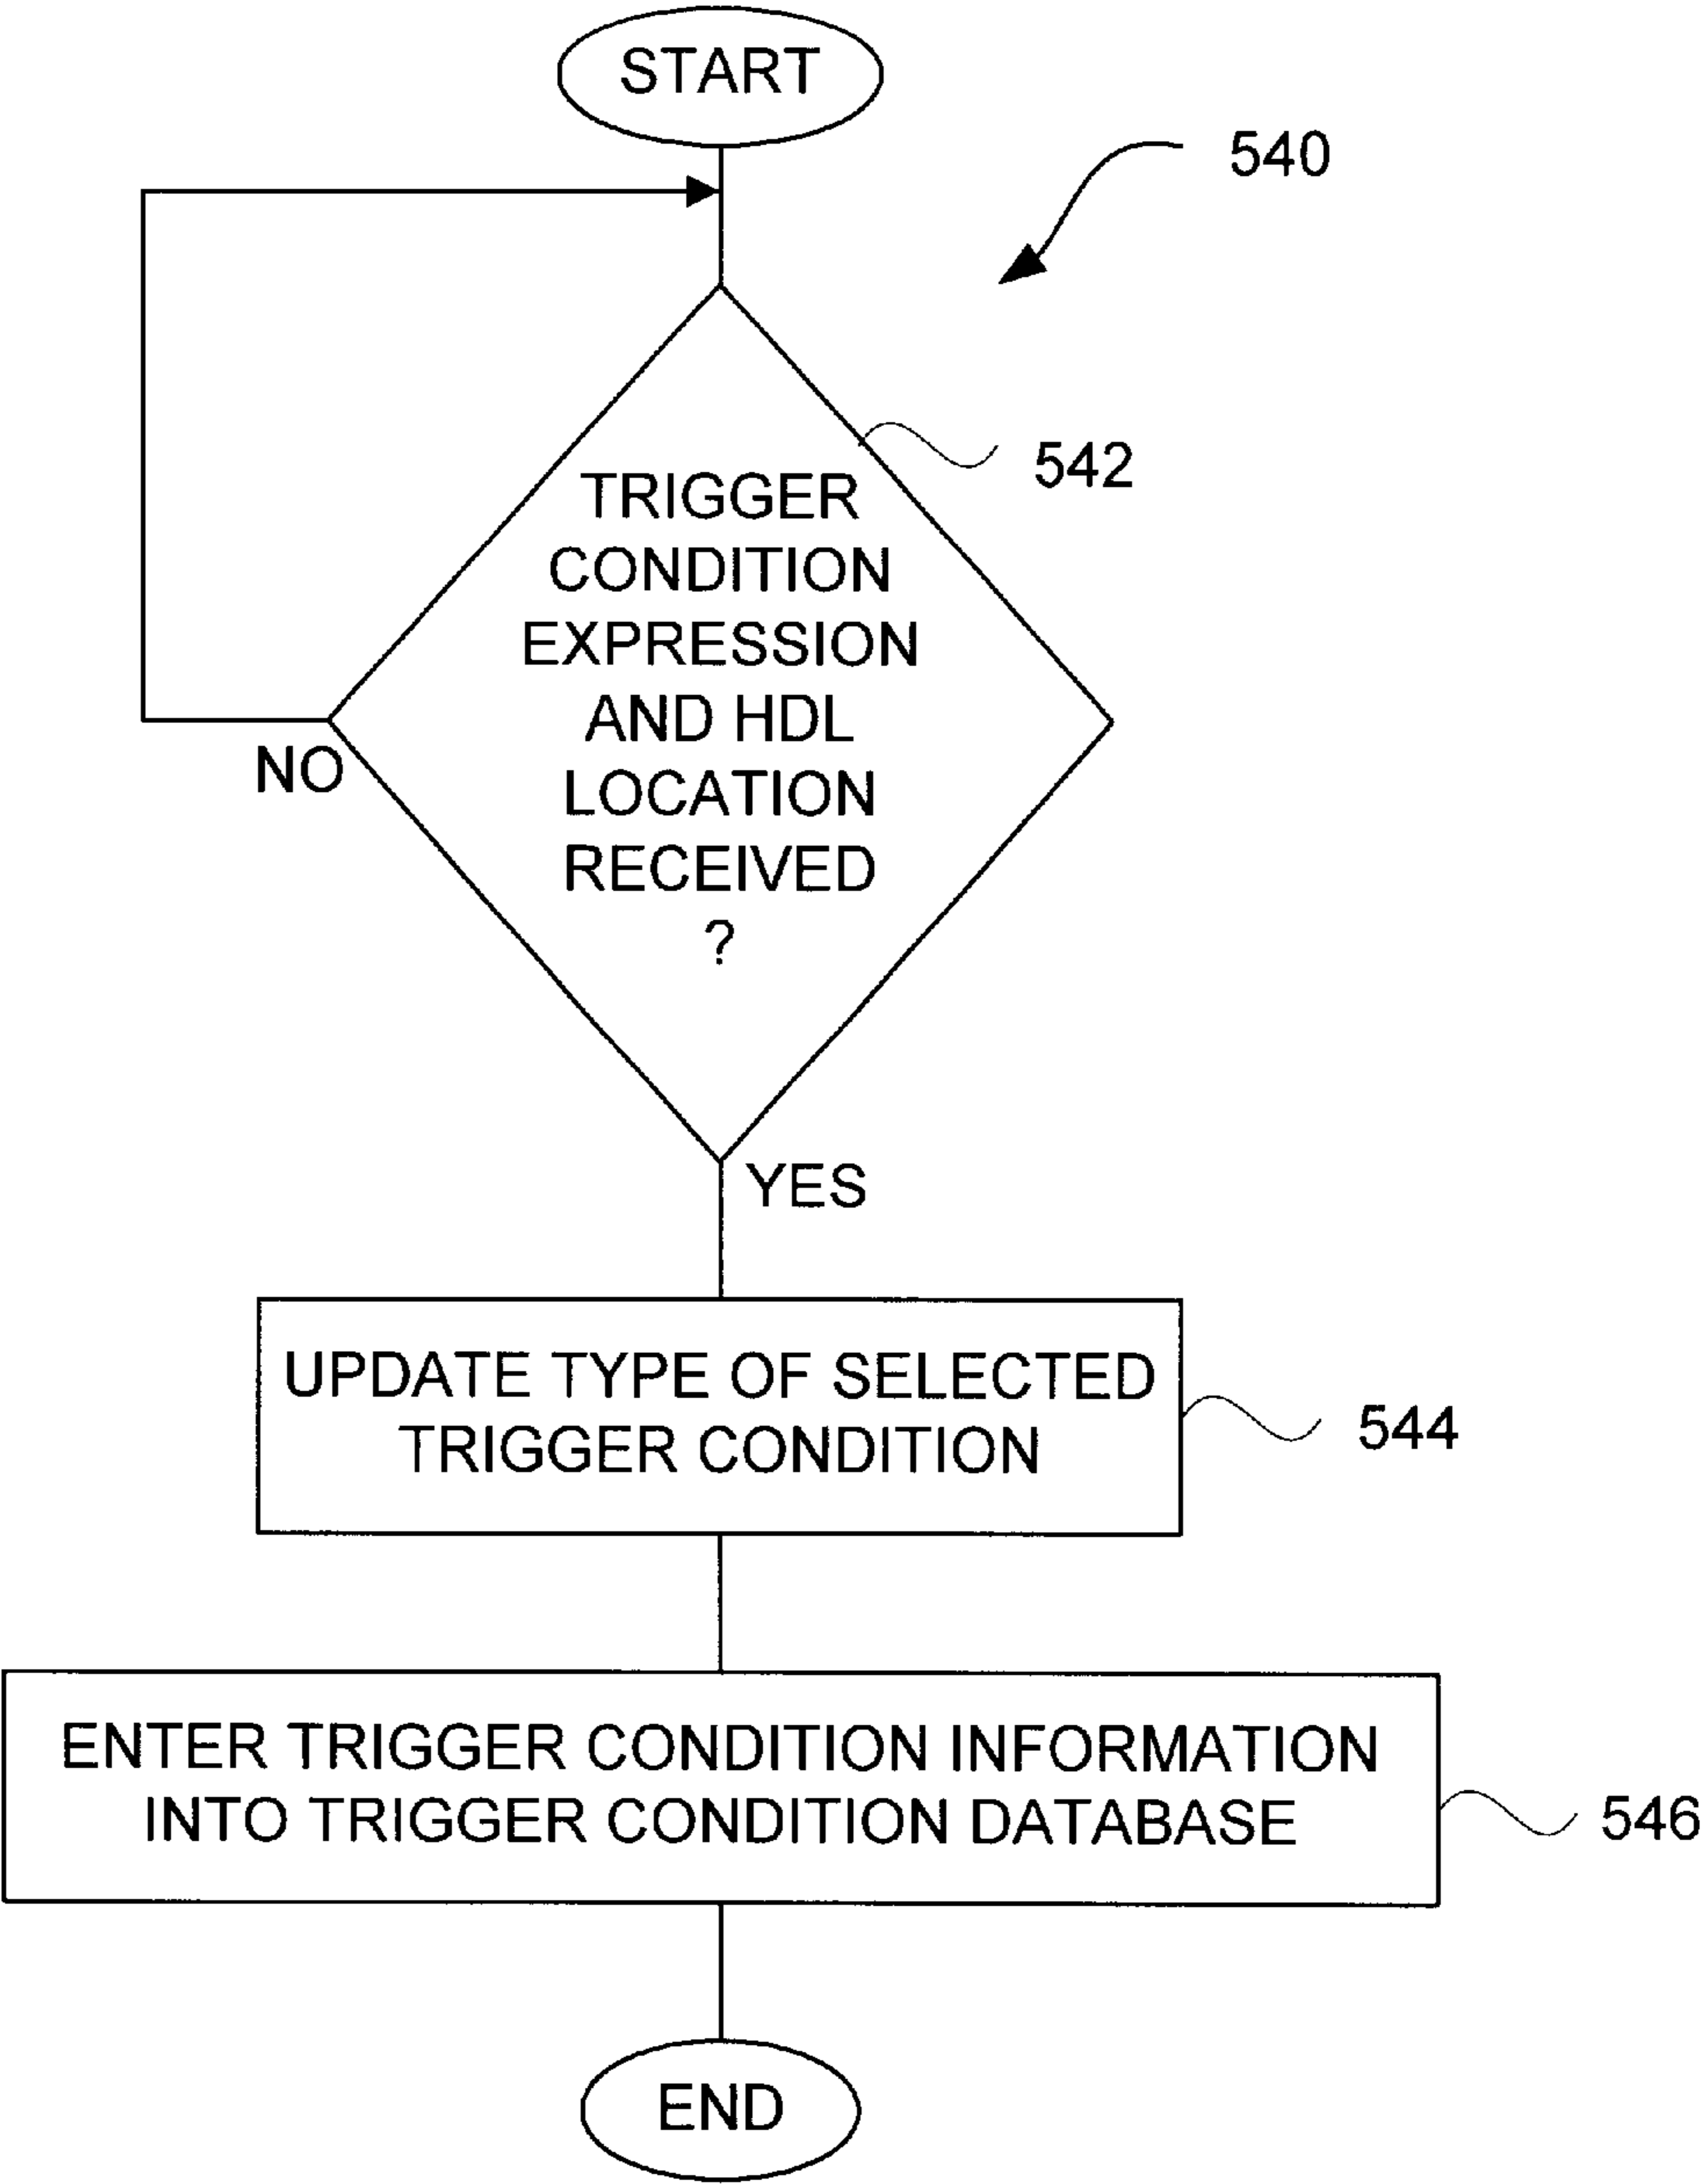 START
540
542
TRIGGER
CONDITION
EXPRESSION
AND HDL
LOCATION
RECEIVED
?
NO
YES
UPDATE TYPE OF SELECTED
TRIGGER CONDITION
544
ENTER TRIGGER CONDITION INFORMATION
INTO TRIGGER CONDITION DATABASE
546
END